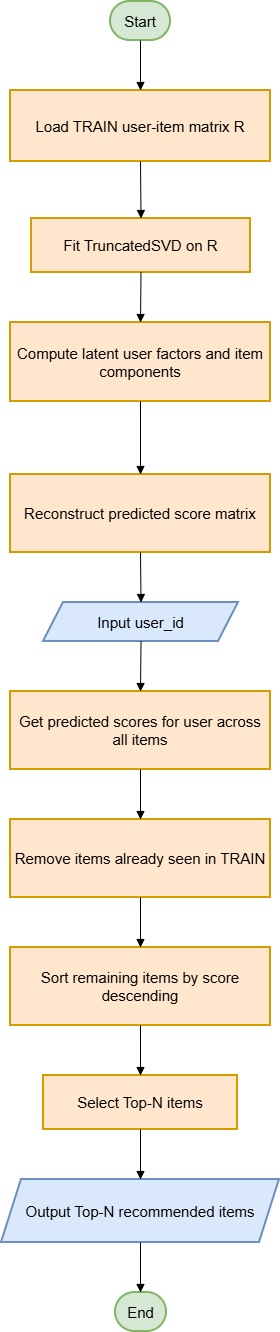 Start
Load TRAIN user-item matrix R
Fit TruncatedSVD on R
Compute latent user factors and item
components
Reconstruct predicted score matrix
Input user_id
Get predicted scores for user across
all items
Remove items already seen in TRAIN
Sort remaining items by score
descending
Select Top-N items
Output Top-N recommended items
End